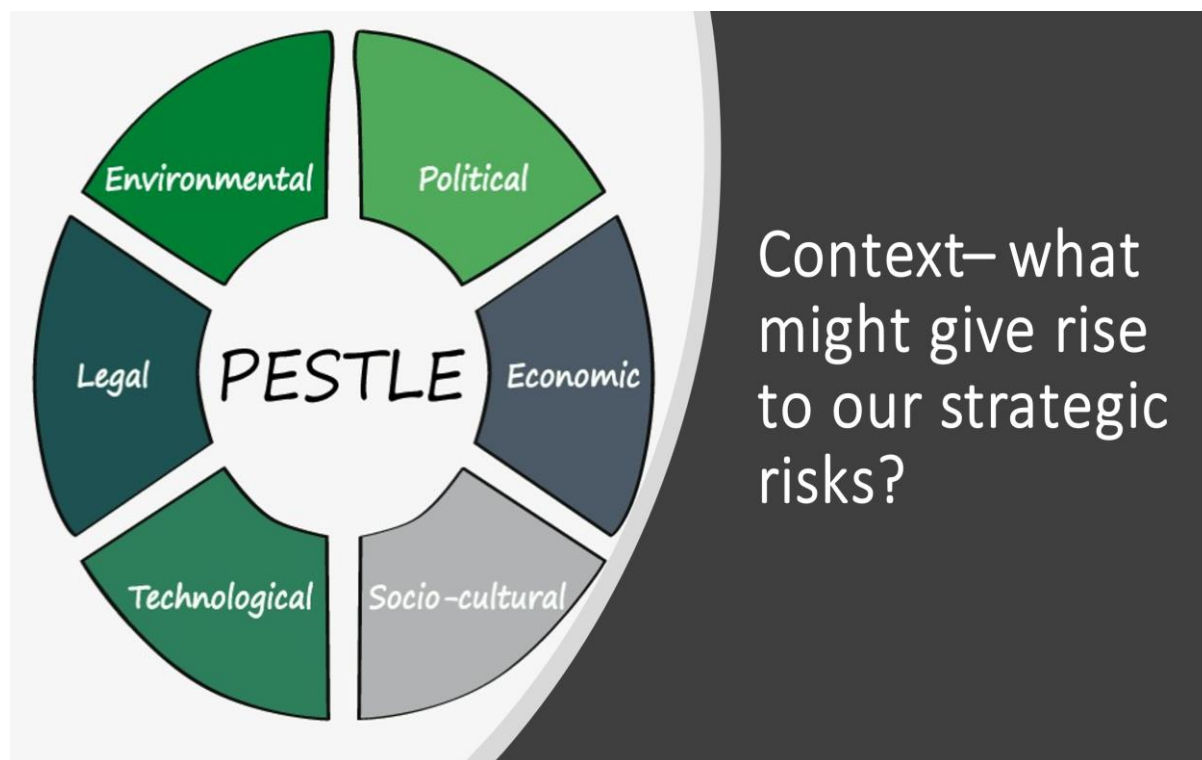 Environmental
Political
Legal
PESTLE
Economic
Technological
Socio-cultural
Context– what
might give rise
to our strategic
risks?